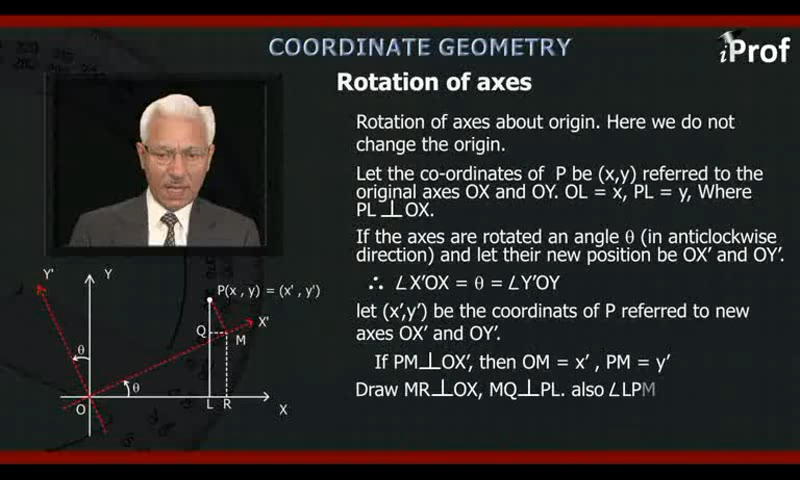 COORDINATE GEOMETRY
iProf
Rotation of axes
Rotation of axes about origin. Here we do not
change the origin.
Let the co-ordinates of P be (x,y) referred to the
original axes OX and OY. OL = x, PL = y, Where
PL⊥OX.
If the axes are rotated an angle θ (in anticlockwise
direction) and let their new position be OX′ and OY′.
∴ ∠X′OX = θ = ∠Y′OY
let (x′,y′) be the coordinats of P referred to new
axes OX′ and OY′.
If PM⊥OX′, then OM = x′ , PM = y′
Draw MR⊥OX, MQ⊥PL. also ∠LPM
Y'
Y
P(x , y) = (x' , y')
Q
X'
M
θ
θ
O
L
R
X